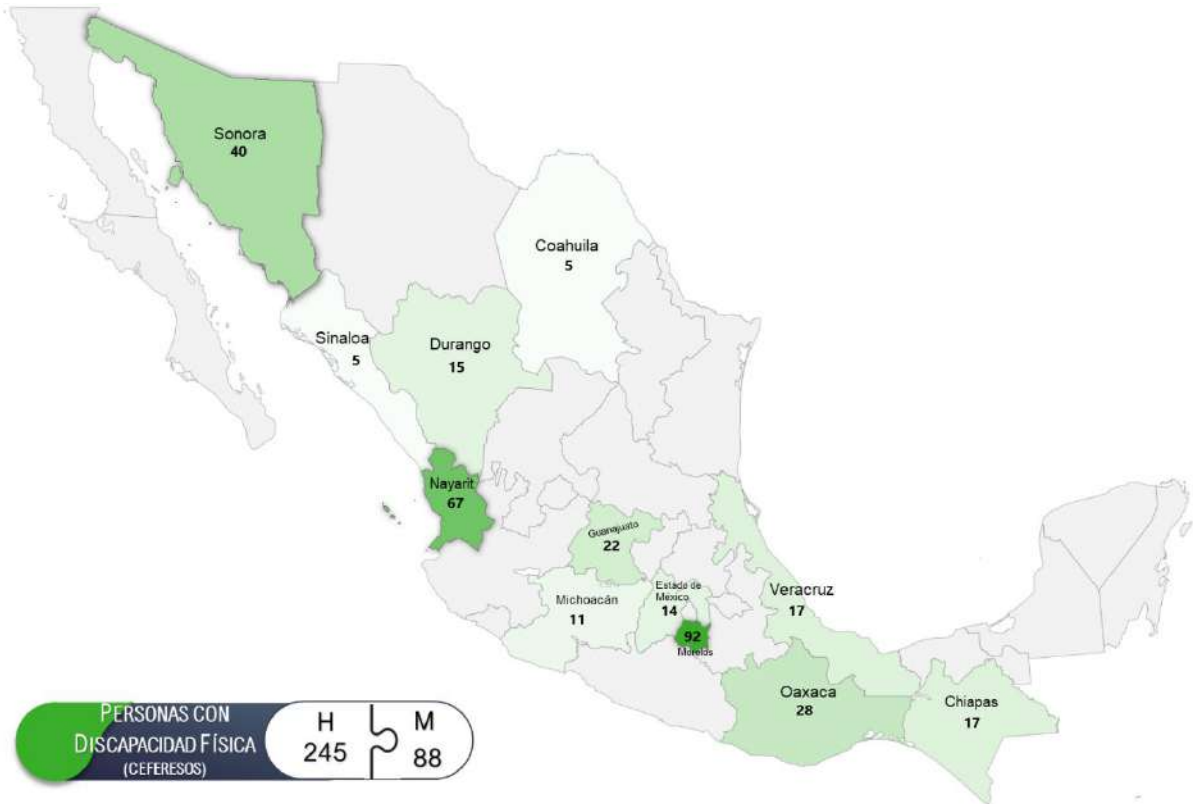 Sonora
40
Coahuila
5
Sinaloa
5
Durango
15
Nayarit
67
Guanajuato
22
Michoacán
11
Estado de
México
14
92
Morelos
Veracruz
17
Oaxaca
28
Chiapas
17
PERSONAS CON
DISCAPACIDAD FÍSICA
(CEFERESOS)
H
245
M
88